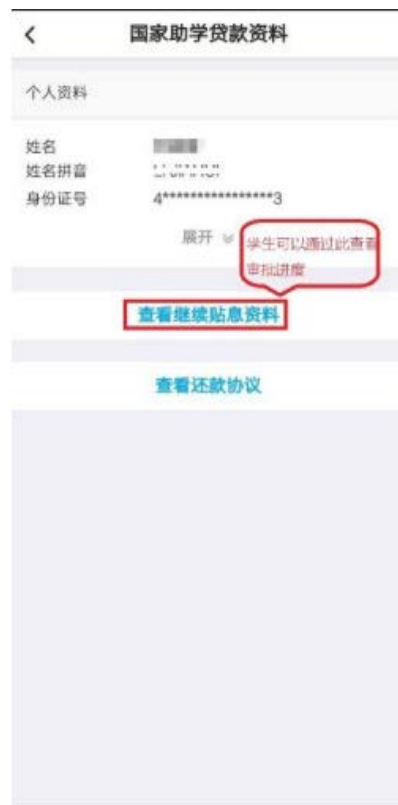 国家助学贷款资料
个人资料
姓名
姓名拼音
身份证号 4****************3
展开
学生可以通过此查看
审批进度
查看继续贴息资料
查看还款协议